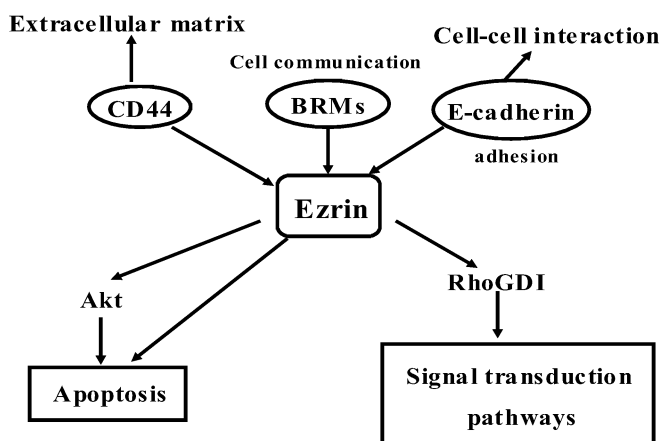 Extracellular matrix
Cell-cell interaction
Cell communication
CD44
BRMs
E-cadherin
adhesion
Ezrin
Akt
RhoGDI
Apoptosis
Signal transduction
pathways